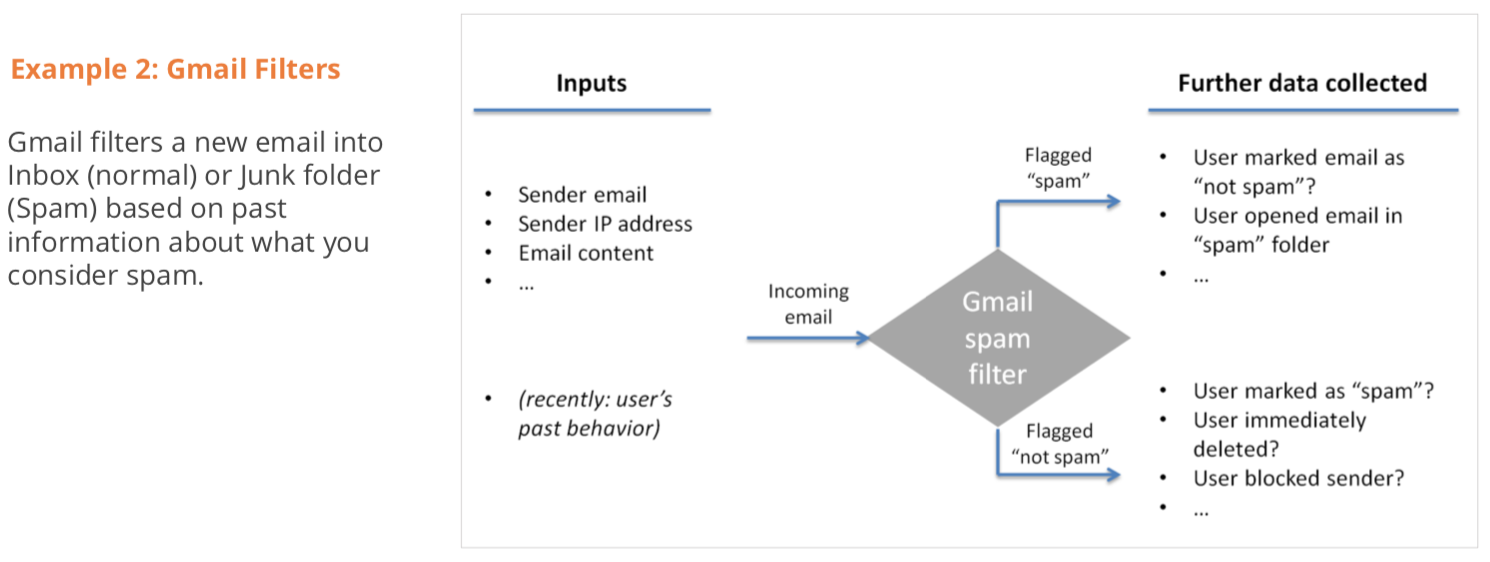 Example 2: Gmail Filters
Gmail filters a new email into
Inbox (normal) or Junk folder
(Spam) based on past
information about what you
consider spam.
Inputs
• Sender email
• Sender IP address
• Email content
• ...
• (recently: user’s
past behavior)
Incoming
email
Gmail
spam
filter
Flagged
“spam”
Flagged
“not spam”
Further data collected
• User marked email as
“not spam”?
• User opened email in
“spam” folder
• ...
• User marked as “spam”?
• User immediately
deleted?
• User blocked sender?
• ...